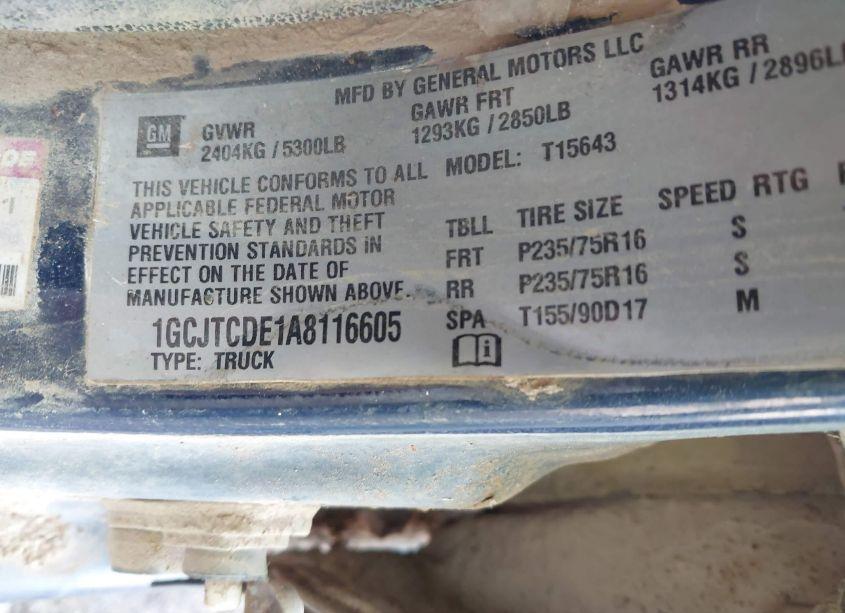 MFD BY GENERAL MOTORS LLC
GM
GVWR
2404KG / 5300LB
GAWR FRT
1293KG / 2850LB
GAWR RR
1314KG / 2896L
THIS VEHICLE CONFORMS TO ALL
APPLICABLE FEDERAL MOTOR
VEHICLE SAFETY AND THEFT
PREVENTION STANDARDS IN
EFFECT ON THE DATE OF
MANUFACTURE SHOWN ABOVE.
1GCJTCDE1A8116605
TYPE: TRUCK
MODEL: T15643
TBLL TIRE SIZE SPEED RTG
FRT P235/75R16 S
RR P235/75R16 S
SPA T155/90D17 M